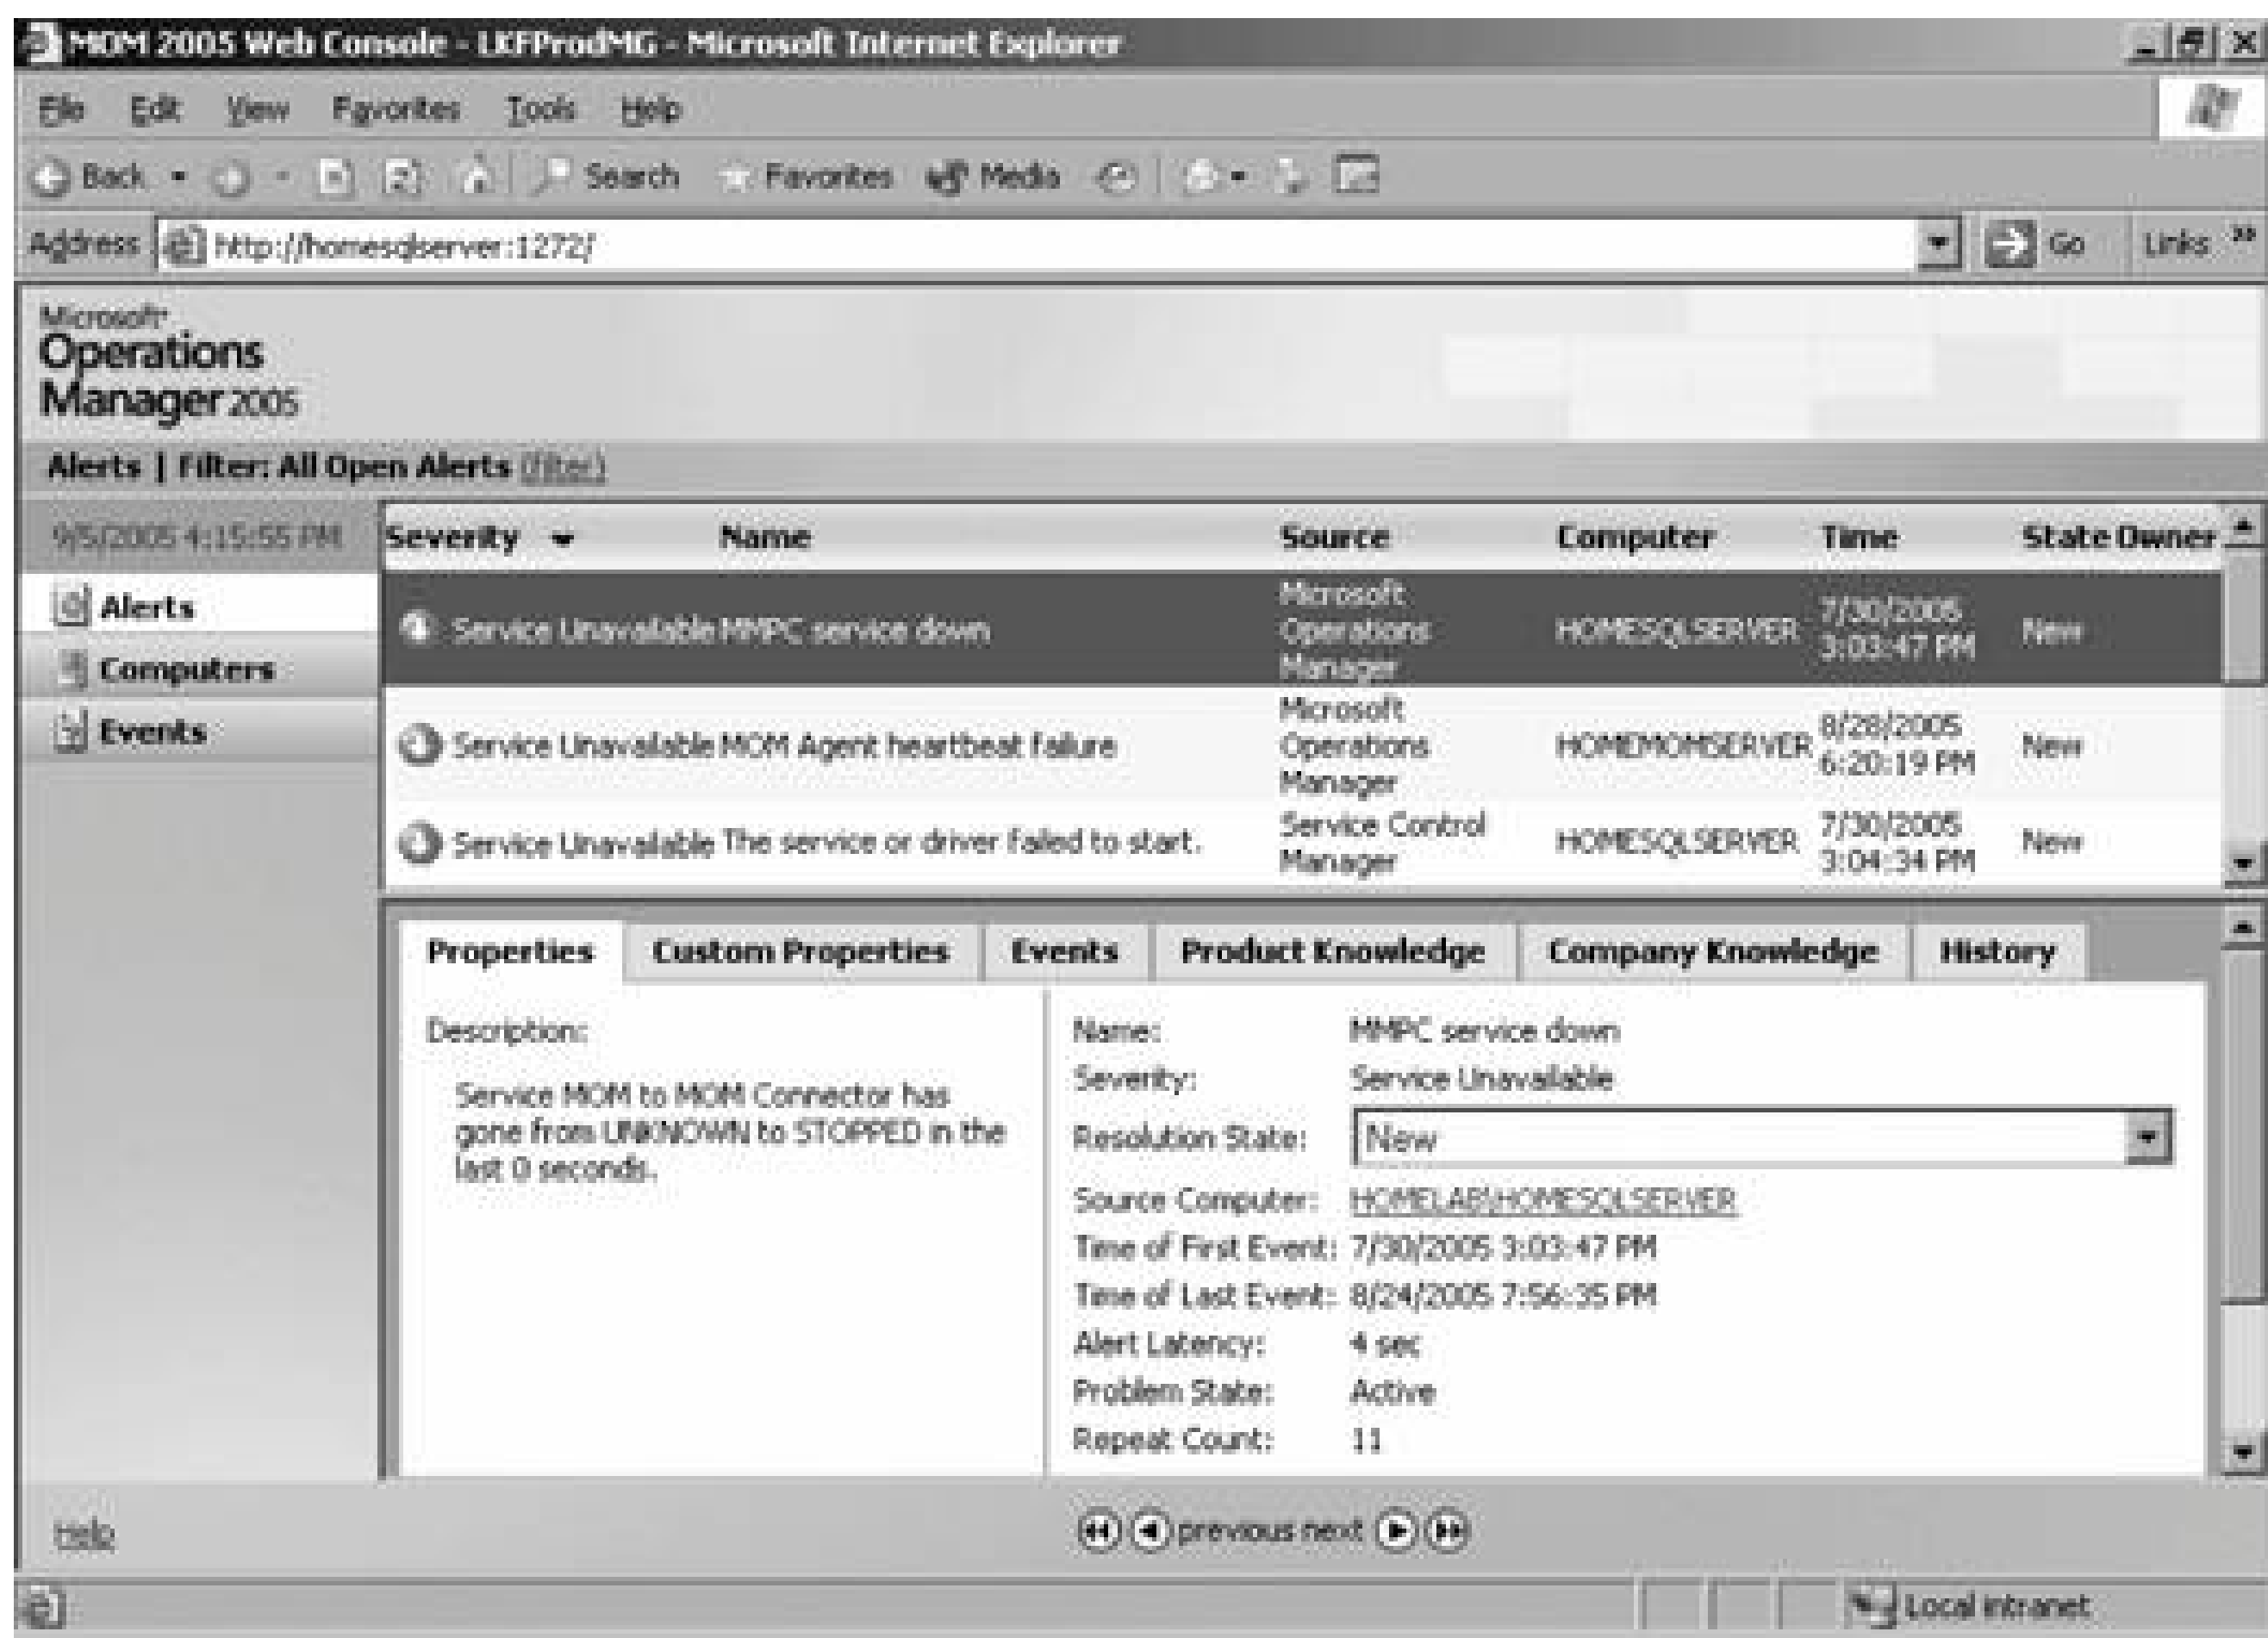 MOM 2005 Web Console - LKFProdMG - Microsoft Internet Explorer
File Edit View Favorites Tools Help
Back Search Favorites Media
Address http://homesqlserver:1272/ Go Links »
Microsoft
Operations
Manager 2005
Alerts | Filter: All Open Alerts (filter)
9/5/2005 4:15:55 PM
Alerts
Computers
Events
Severity Name Source Computer Time State Owner
Service Unavailable MMPC service down Microsoft Operations Manager HOMESQLSERVER 7/30/2005 3:03:47 PM New
Service Unavailable MOM Agent heartbeat failure Microsoft Operations Manager HOMEMOMSERVER 8/28/2005 6:20:19 PM New
Service Unavailable The service or driver failed to start. Service Control Manager HOMESQLSERVER 7/30/2005 3:04:34 PM New
Properties Custom Properties Events Product Knowledge Company Knowledge History
Description:
Service MOM to MOM Connector has
gone from UNKNOWN to STOPPED in the
last 0 seconds.
Name: MMPC service down
Severity: Service Unavailable
Resolution State: New
Source Computer: HOMELAB\HOMESQLSERVER
Time of First Event: 7/30/2005 3:03:47 PM
Time of Last Event: 8/24/2005 7:56:35 PM
Alert Latency: 4 sec
Problem State: Active
Repeat Count: 11
Help
previous next
Local intranet